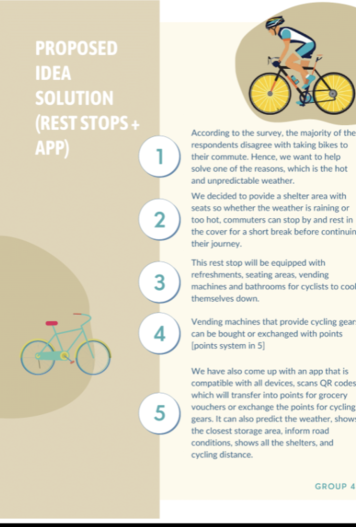 PROPOSED
IDEA
SOLUTION
(REST STOPS +
APP)
1
According to the survey, the majority of the
respondents disagree with taking bikes to
their commute. Hence, we want to help
solve one of the reasons, which is the hot
and unpredictable weather.
2
We decided to povide a shelter area with
seats so whether the weather is raining or
too hot, commuters can stop by and rest in
the cover for a short break before continuin
their journey.
3
This rest stop will be equipped with
refreshments, seating areas, vending
machines and bathrooms for cyclists to cool
themselves down.
4
Vending machines that provide cycling gears
can be bought or exchanged with points
[points system in 5]
5
We have also come up with an app that is
compatible with all devices, scans QR codes
which will transfer into points for grocery
vouchers or exchange the points for cycling
gears. It can also predict the weather, shows
the closest storage area, inform road
conditions, shows all the shelters, and
cycling distance.
GROUP 4